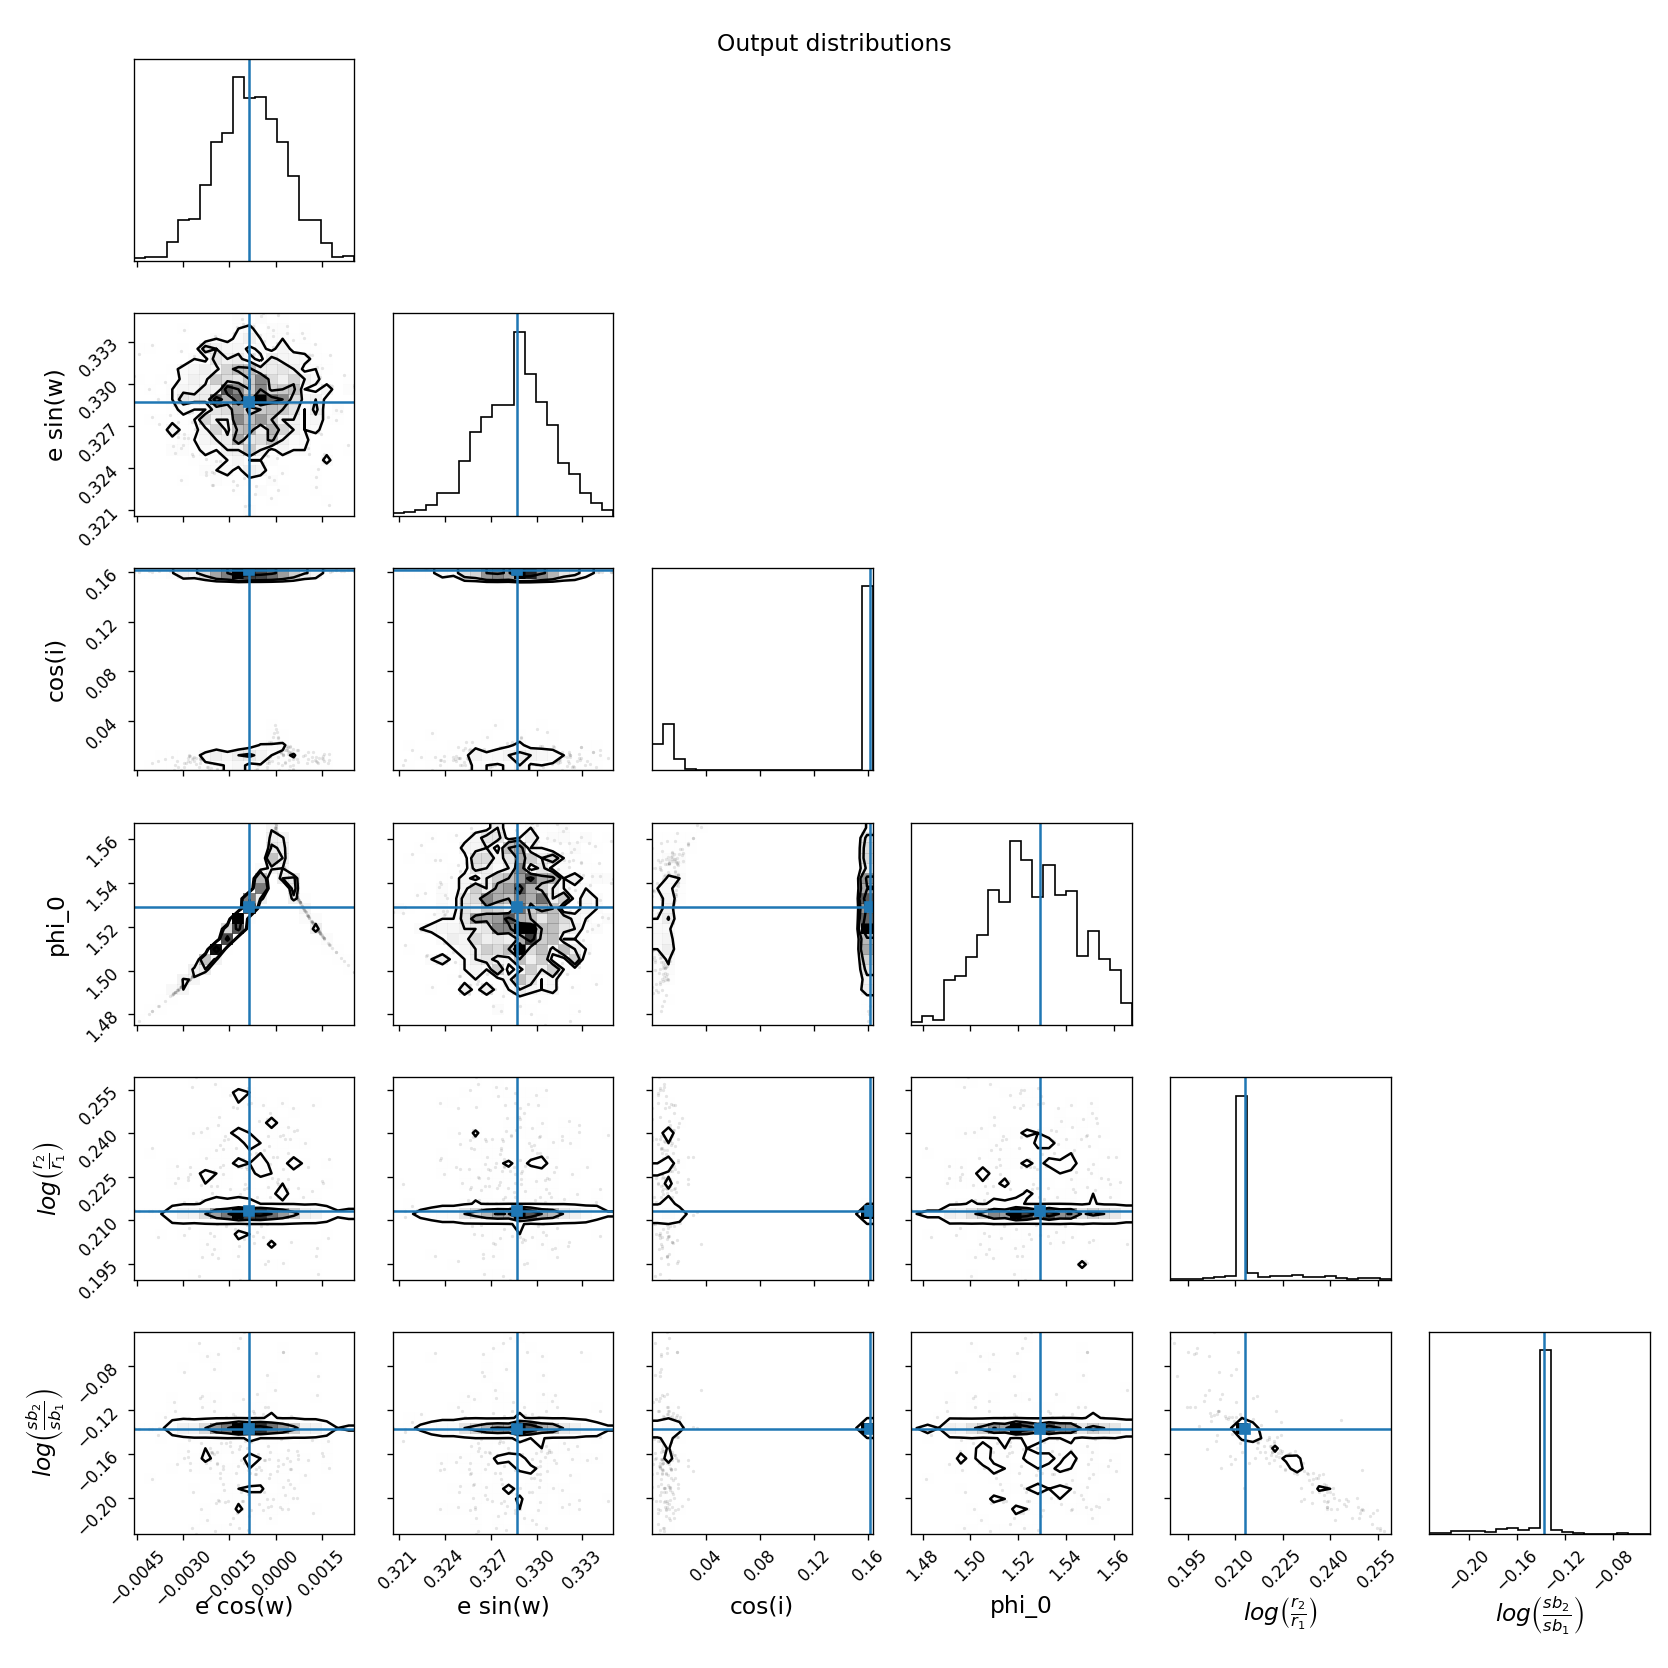 Output distributions
e sin(w)
0.333
0.330
0.327
0.324
0.321
cos(i)
0.16
0.12
0.08
0.04
phi_0
1.56
1.54
1.52
1.50
1.48
log(r2/r1)
0.255
0.240
0.225
0.210
0.195
log(sb2/sb1)
−0.08
−0.12
−0.16
−0.20
−0.0045 −0.0030 −0.0015 0.0000 0.0015 0.321 0.324 0.327 0.330 0.333 0.04 0.08 0.12 0.16 1.48 1.50 1.52 1.54 1.56 0.195 0.210 0.225 0.240 0.255 −0.20 −0.16 −0.12 −0.08
e cos(w) e sin(w) cos(i) phi_0 log(r2/r1) log(sb2/sb1)